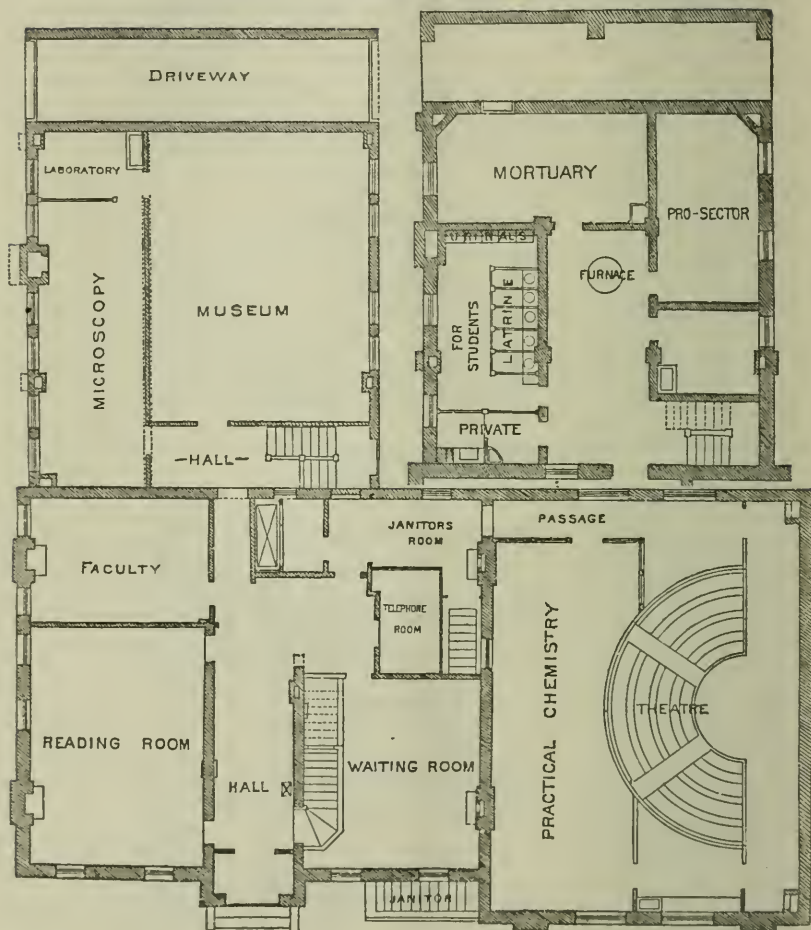 DRIVEWAY
LABORATORY
MICROSCOPY
MUSEUM
-HALL-
MORTUARY
PRO-SECTOR
URINALS
FURNACE
FOR
STUDENTS
LATRINE
PRIVATE
FACULTY
JANITORS
ROOM
TELEPHONE
ROOM
PASSAGE
READING ROOM
HALL
WAITING ROOM
PRACTICAL CHEMISTRY
THEATRE
JANITOR